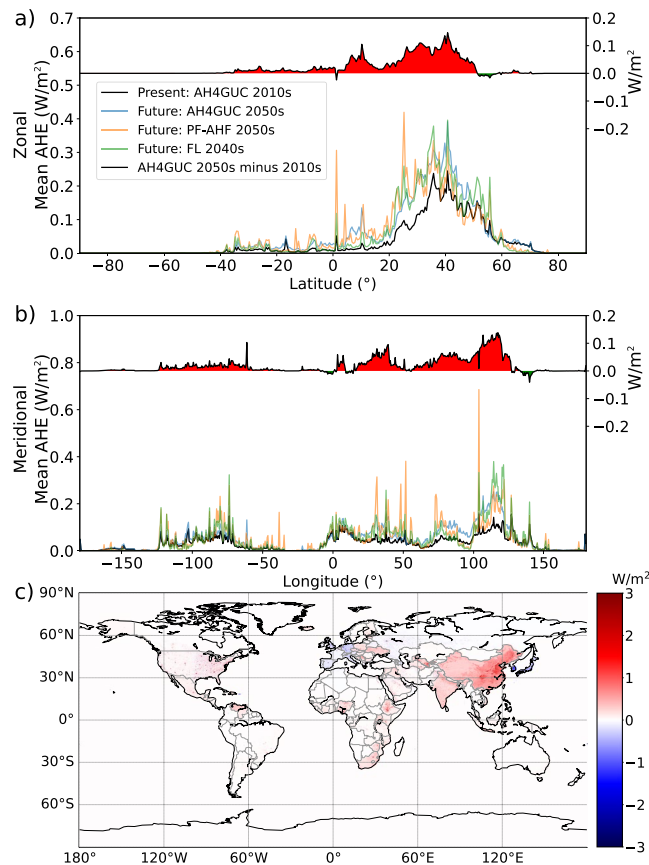 a)
0.7
0.6
0.5
0.4
0.3
0.2
0.1
0.0
Zonal
Mean AHE (W/m²)
0.2
0.1
0.0
−0.1
−0.2
W/m²
Present: AH4GUC 2010s
Future: AH4GUC 2050s
Future: PF-AHF 2050s
Future: FL 2040s
AH4GUC 2050s minus 2010s
−80 −60 −40 −20 0 20 40 60 80
Latitude (°)
b)
1.0
0.8
0.6
0.4
0.2
0.0
Meridional
Mean AHE (W/m²)
0.2
0.1
0.0
−0.1
−0.2
W/m²
−150 −100 −50 0 50 100 150
Longitude (°)
c)
90°N
60°N
30°N
0°
30°S
60°S
180° 120°W 60°W 0° 60°E 120°E
W/m²
3
2
1
0
−1
−2
−3